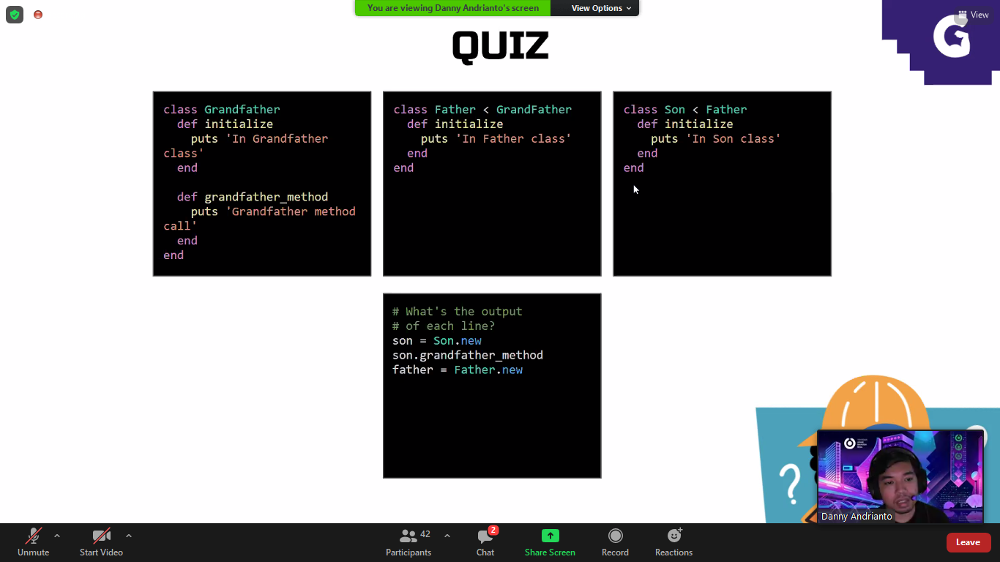 You are viewing Danny Andrianto's screen
View Options
View
QUIZ
G
class Grandfather
  def initialize
    puts 'In Grandfather
class'
  end

  def grandfather_method
    puts 'Grandfather method
call'
  end
end
class Father < GrandFather
  def initialize
    puts 'In Father class'
  end
end
class Son < Father
  def initialize
    puts 'In Son class'
  end
end
# What's the output
# of each line?
son = Son.new
son.grandfather_method
father = Father.new
?
Danny Andrianto
Unmute
Start Video
Participants
42
Chat
2
Share Screen
Record
Reactions
Leave